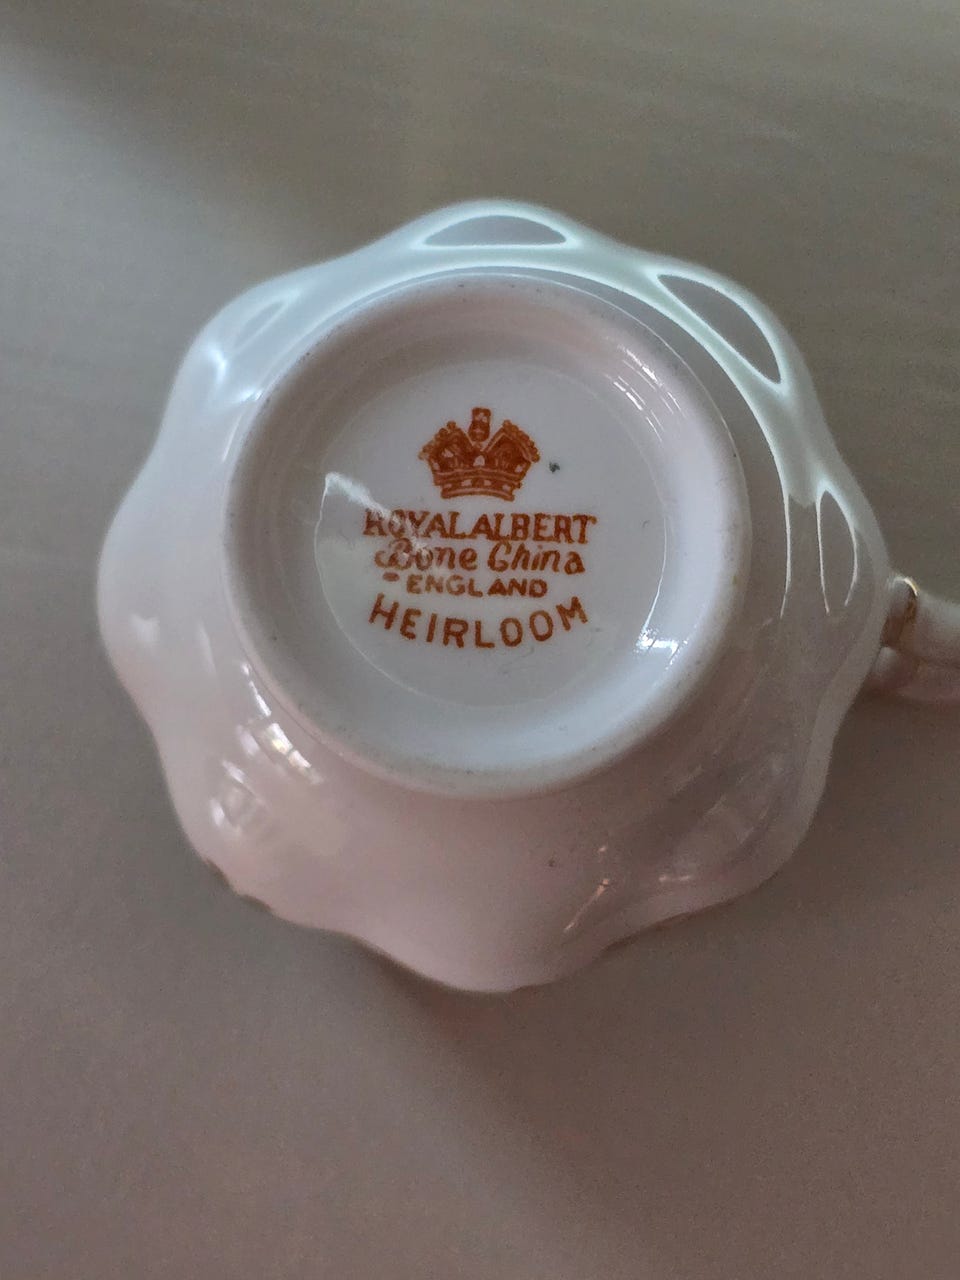 ROYAL ALBERT
Bone China
ENGLAND
HEIRLOOM